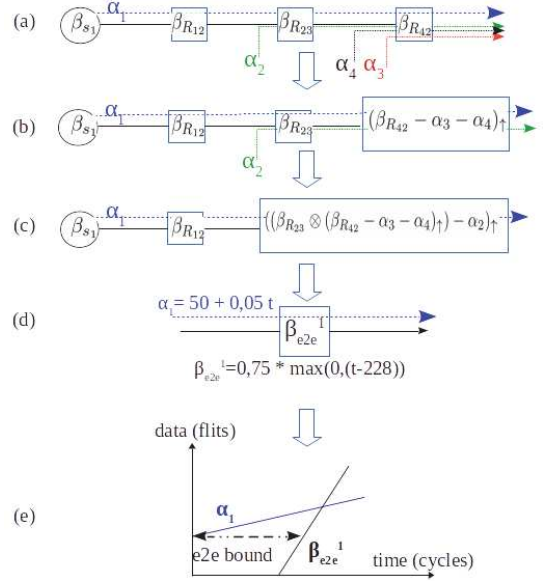 (a) β_{s_1} α_1 β_{R_{12}} β_{R_{23}} β_{R_{42}}
α_2 α_4 α_3
(b) β_{s_1} α_1 β_{R_{12}} β_{R_{23}} (β_{R_{42}} − α_3 − α_4)_↑
α_2
(c) β_{s_1} α_1 β_{R_{12}} ((β_{R_{23}} ⊗ (β_{R_{42}} − α_3 − α_4)_↑) − α_2)_↑
α_1= 50 + 0,05 t
(d) β_{e2e}^1
β_{e2e}^1=0,75 * max(0,(t-228))
data (flits)
(e) α_1
e2e bound β_{e2e}^1
time (cycles)